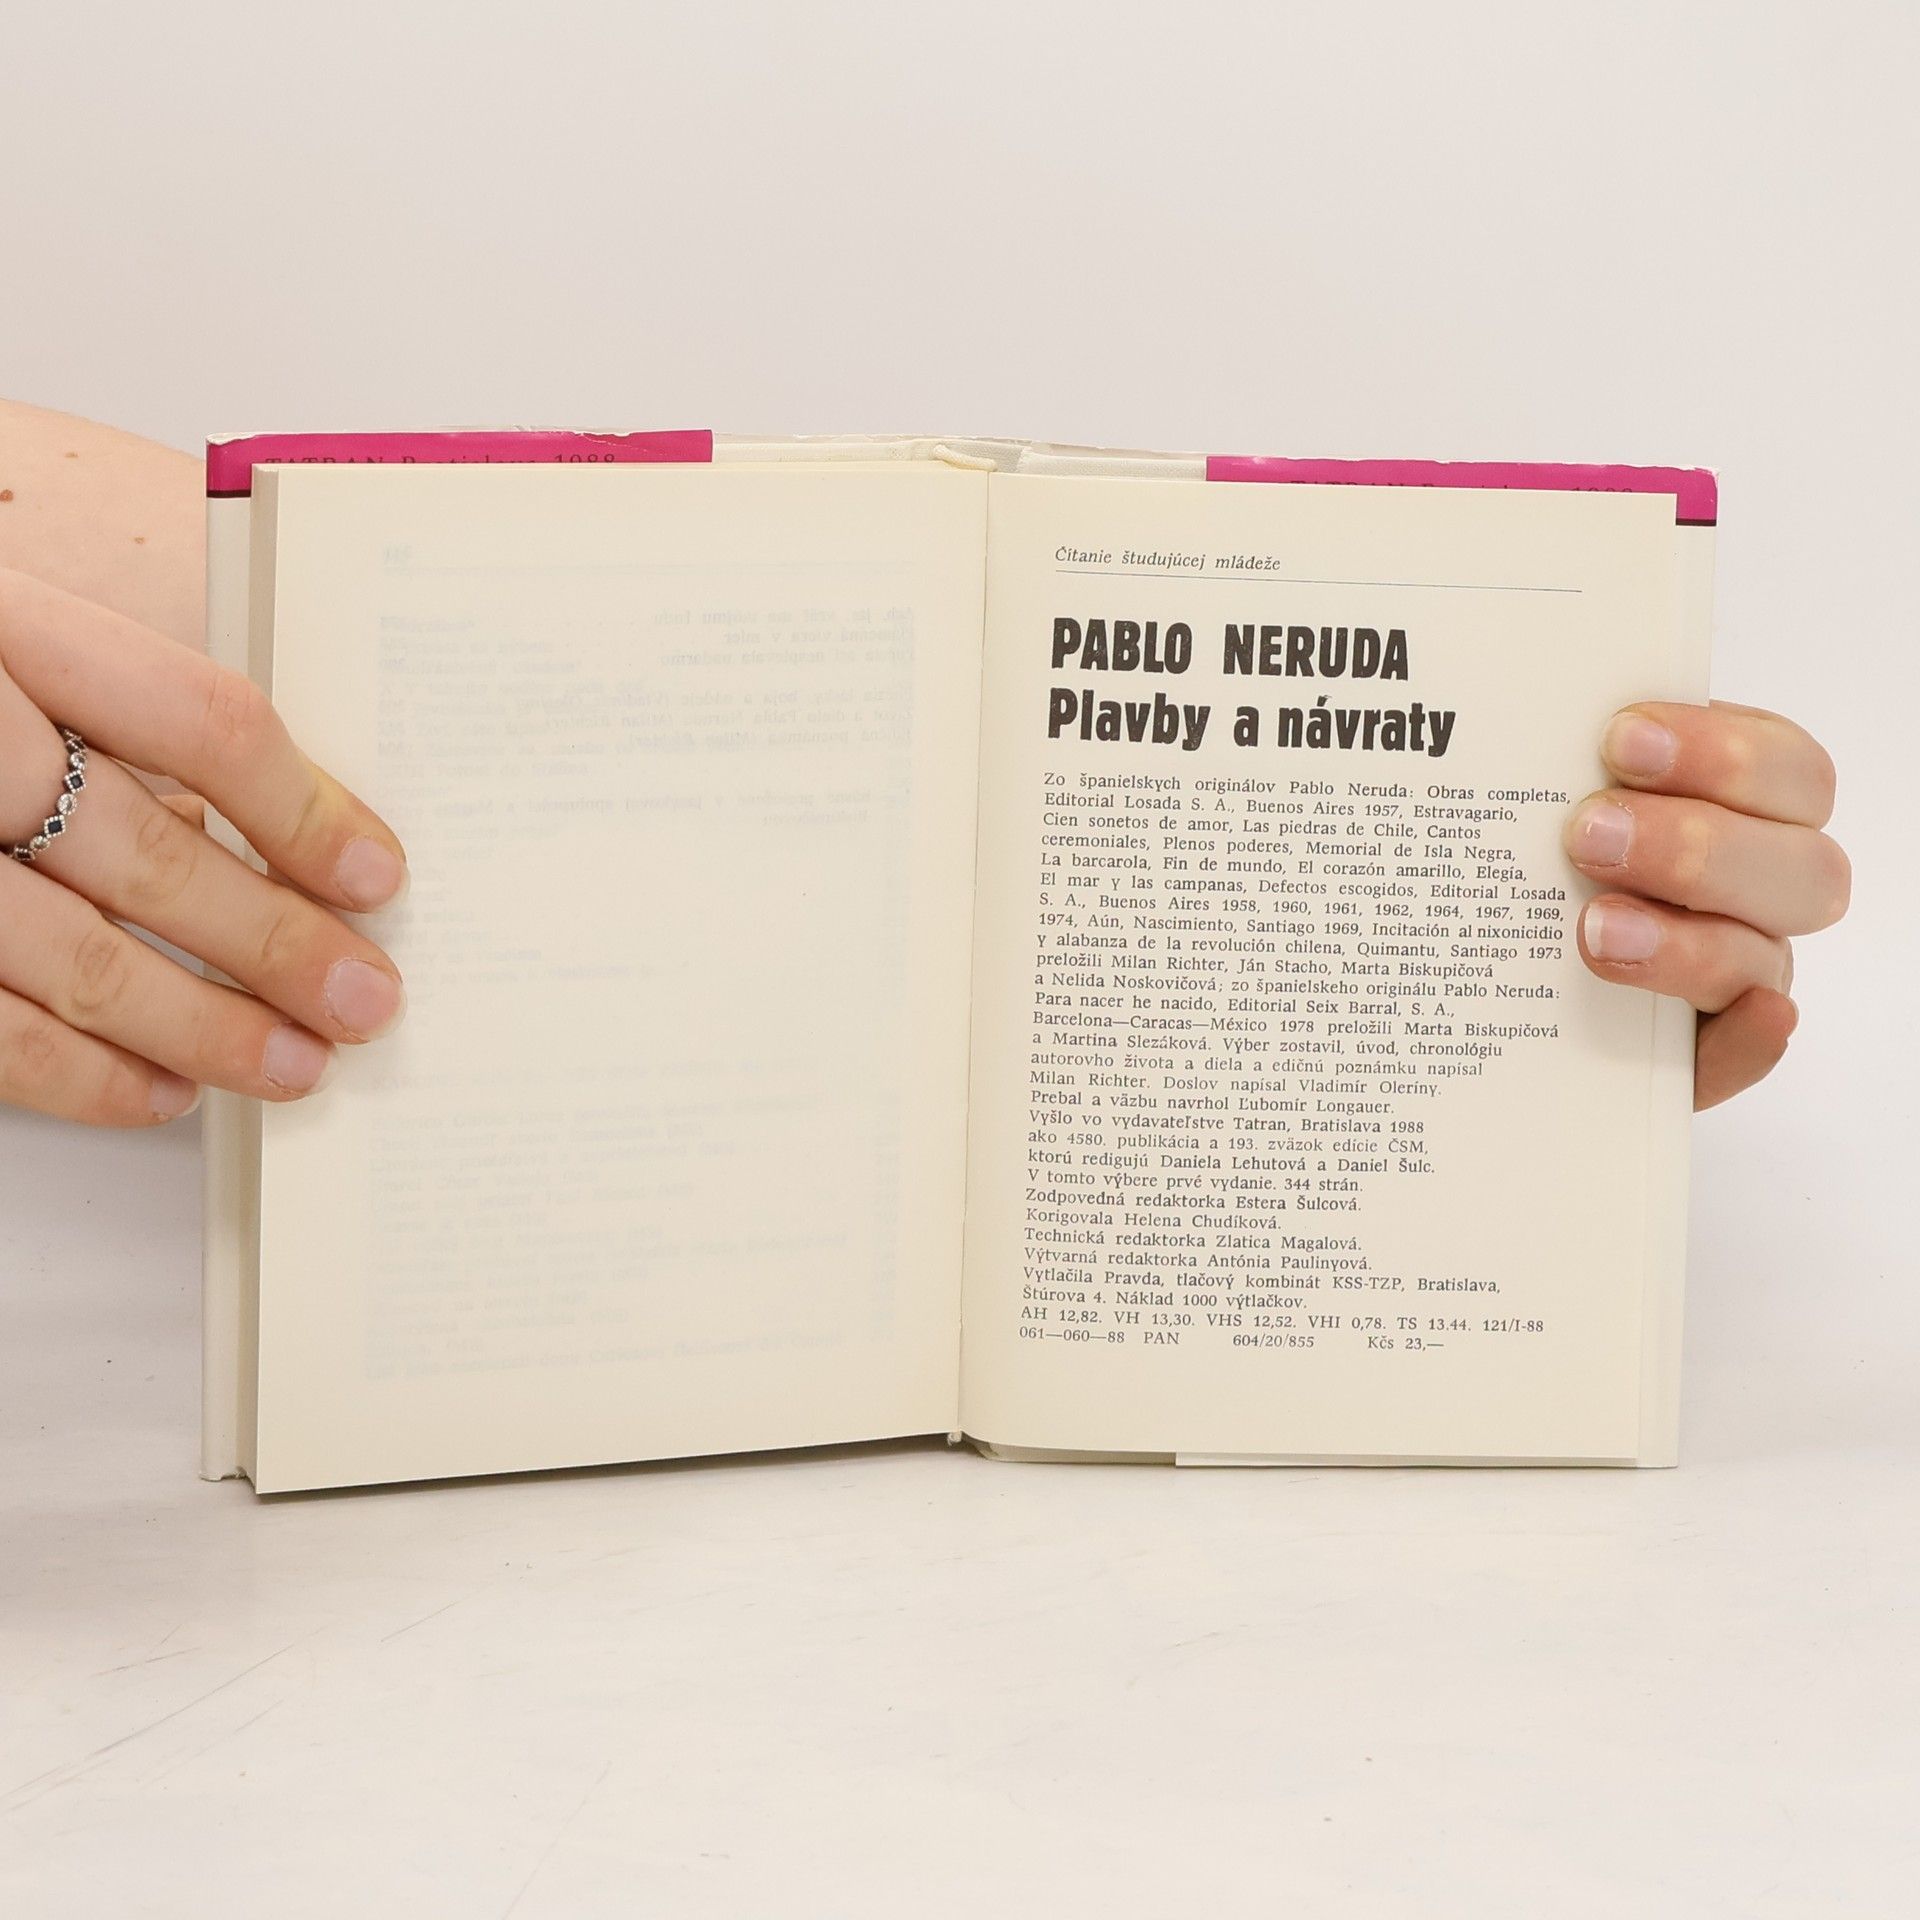 TATRAN Bratislava 1988
TATRAN Bratislava 1988
Čítanie študujúcej mládeže
PABLO NERUDA
Plavby a návraty
Zo španielskych originálov Pablo Neruda: Obras completas,
Editorial Losada S. A., Buenos Aires 1957, Estravagario,
Cien sonetos de amor, Las piedras de Chile, Cantos
ceremoniales, Plenos poderes, Memorial de Isla Negra,
La barcarola, Fin de mundo, El corazón amarillo, Elegía,
El mar y las campanas, Defectos escogidos, Editorial Losada
S. A., Buenos Aires 1958, 1960, 1961, 1962, 1964, 1967, 1969,
1974, Aún, Nascimiento, Santiago 1969, Incitación al nixonicidio
y alabanza de la revolución chilena, Quimantu, Santiago 1973
preložili Milan Richter, Ján Stacho, Marta Biskupičová
a Nelida Noskovičová; zo španielskeho originálu Pablo Neruda:
Para nacer he nacido, Editorial Seix Barral, S. A.,
Barcelona—Caracas—México 1978 preložili Marta Biskupičová
a Martina Slezáková. Výber zostavil, úvod, chronológiu
autorovho života a diela a edičnú poznámku napísal
Milan Richter. Doslov napísal Vladimír Oleríny.
Prebal a väzbu navrhol Ľubomír Longauer.
Vyšlo vo vydavateľstve Tatran, Bratislava 1988
ako 4580. publikácia a 193. zväzok edície ČSM,
ktorú redigujú Daniela Lehutová a Daniel Šulc.
V tomto výbere prvé vydanie. 344 strán.
Zodpovedná redaktorka Estera Šulcová.
Korigovala Helena Chudíková.
Technická redaktorka Zlatica Magalová.
Výtvarná redaktorka Antónia Paulinyová.
Vytlačila Pravda, tlačový kombinát KSS-TZP, Bratislava,
Štúrova 4. Náklad 1000 výtlačkov.
AH 12,82. VH 13,30. VHS 12,52. VHI 0,78. TS 13.44. 121/I-88
061—060—88 PAN 604/20/855 Kčs 23,—